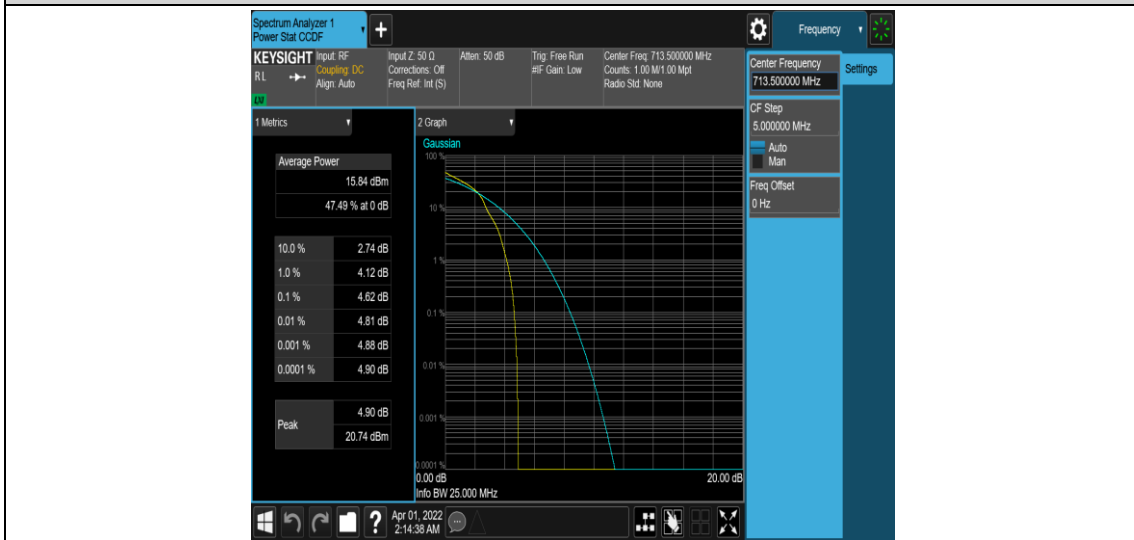 Spectrum Analyzer 1
Power Stat CCDF
Frequency
KEYSIGHT
RL
LXI
Input: RF
Coupling: DC
Align: Auto
Input Z: 50 Ω
Corrections: Off
Freq Ref: Int (S)
Atten: 50 dB
Trig: Free Run
#IF Gain: Low
Center Freq: 713.500000 MHz
Counts: 1.00 M/1.00 Mpt
Radio Std: None
Center Frequency
713.500000 MHz
Settings
CF Step
5.000000 MHz
Auto
Man
Freq Offset
0 Hz
1 Metrics
Average Power
15.84 dBm
47.49 % at 0 dB
10.0 % 2.74 dB
1.0 % 4.12 dB
0.1 % 4.62 dB
0.01 % 4.81 dB
0.001 % 4.88 dB
0.0001 % 4.90 dB
Peak
4.90 dB
20.74 dBm
2 Graph
Gaussian
100 %
10 %
1 %
0.1 %
0.01 %
0.001 %
0.0001 %
0.00 dB 20.00 dB
Info BW 25.000 MHz
Apr 01, 2022
2:14:38 AM